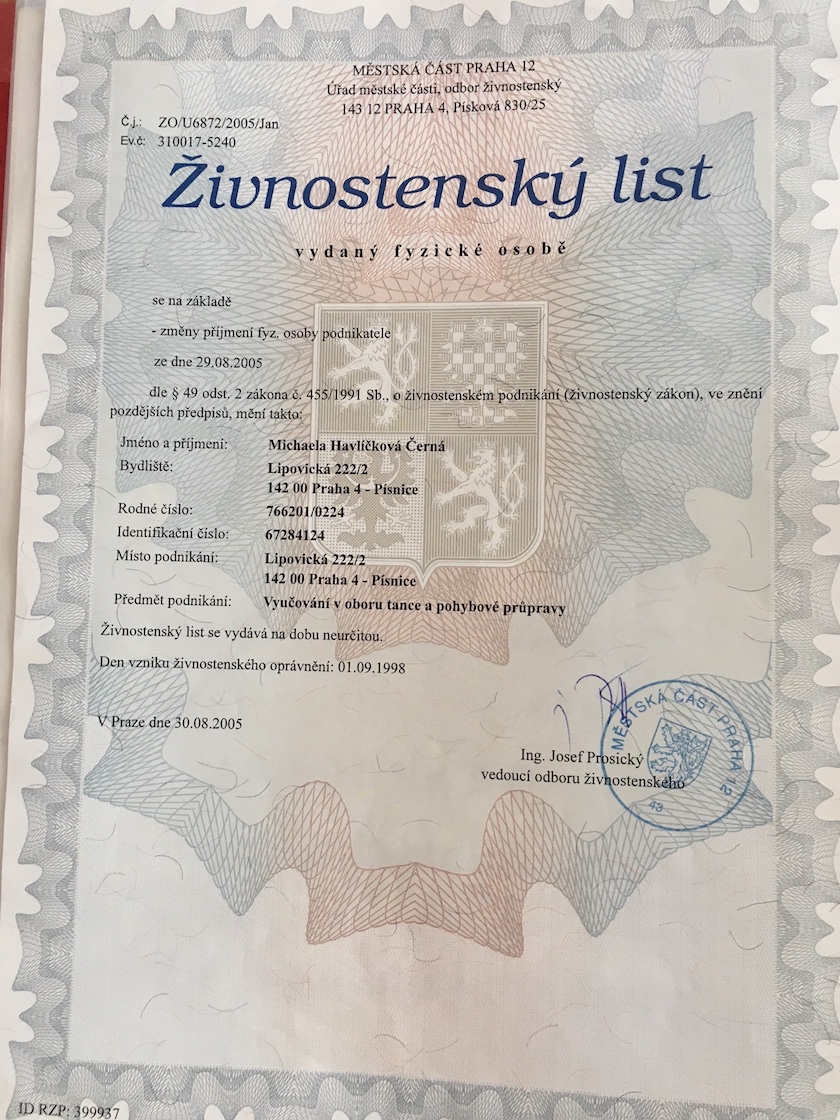 MĚSTSKÁ ČÁST PRAHA 12
Úřad městské části, odbor živnostenský
143 12 PRAHA 4, Písková 830/25
Č.j.: ZO/U6872/2005/Jan
Ev.č: 310017-5240
Živnostenský list
vydaný fyzické osobě
se na základě
- změny příjmení fyz. osoby podnikatele
ze dne 29.08.2005
dle § 49 odst. 2 zákona č. 455/1991 Sb., o živnostenském podnikání (živnostenský zákon), ve znění
pozdějších předpisů, mění takto:
Jméno a příjmení: Michaela Havlíčková Černá
Bydliště: Lipovická 222/2
142 00 Praha 4 - Písnice
Rodné číslo: 766201/0224
Identifikační číslo: 67284124
Místo podnikání: Lipovická 222/2
142 00 Praha 4 - Písnice
Předmět podnikání: Vyučování v oboru tance a pohybové průpravy
Živnostenský list se vydává na dobu neurčitou.
Den vzniku živnostenského oprávnění: 01.09.1998
V Praze dne 30.08.2005
Ing. Josef Prosický
vedoucí odboru živnostenského
MĚSTSKÁ ČÁST PRAHA 12
43
ID RZP: 399937